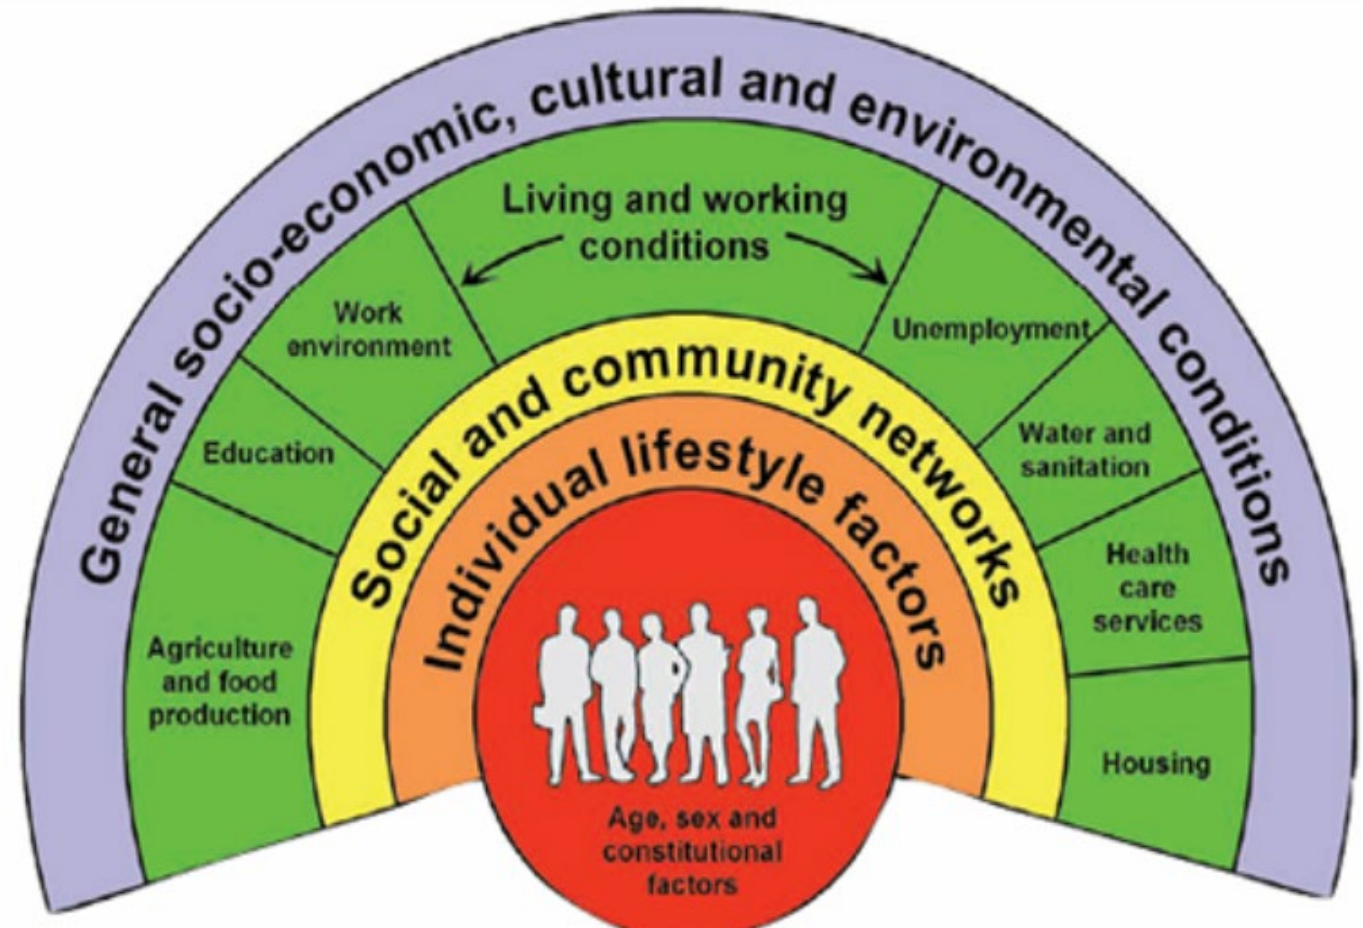 General socio-economic, cultural and environmental conditions
Living and working
conditions
Work
environment
Unemployment
Education
Water and
sanitation
Agriculture
and food
production
Health
care
services
Housing
Social and community networks
Individual lifestyle factors
Age, sex and
constitutional
factors